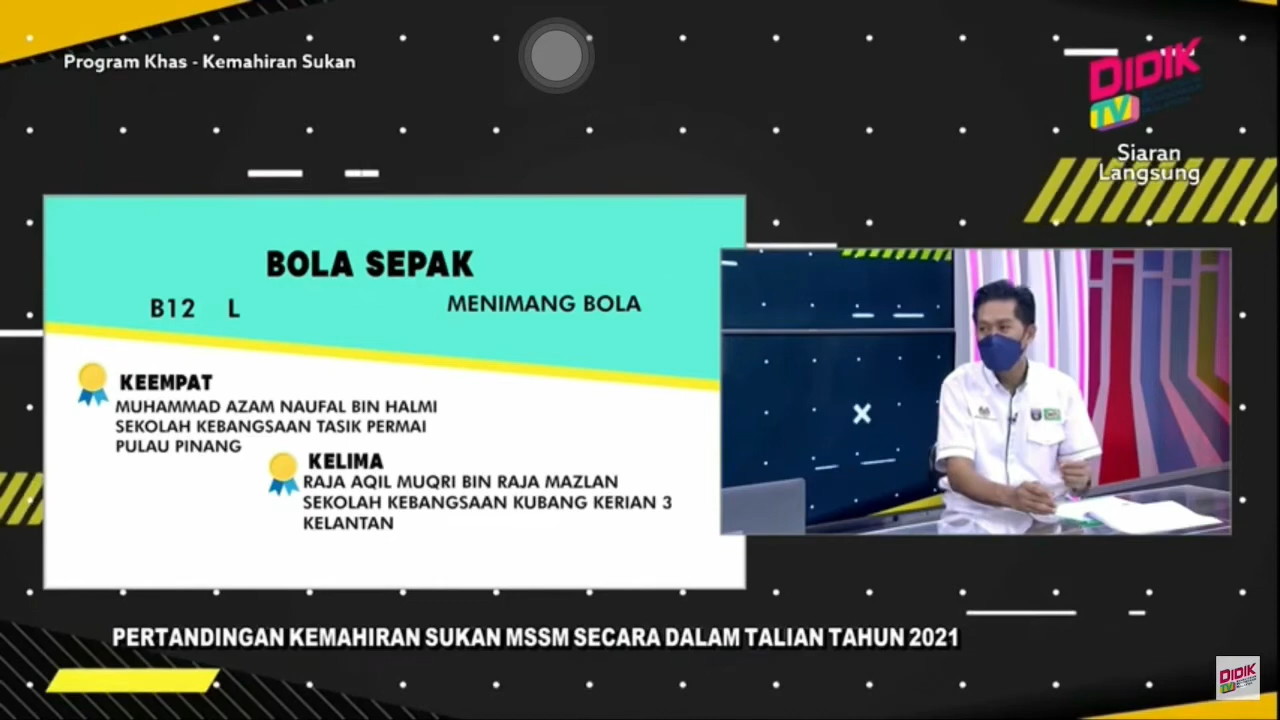 Program Khas - Kemahiran Sukan
DIDIK
TV
Siaran
Langsung
BOLA SEPAK
B12 L
MENIMANG BOLA
KEEMPAT
MUHAMMAD AZAM NAUFAL BIN HALMI
SEKOLAH KEBANGSAAN TASIK PERMAI
PULAU PINANG
KELIMA
RAJA AQIL MUQRI BIN RAJA MAZLAN
SEKOLAH KEBANGSAAN KUBANG KERIAN 3
KELANTAN
PERTANDINGAN KEMAHIRAN SUKAN MSSM SECARA DALAM TALIAN TAHUN 2021
DIDIK
TV